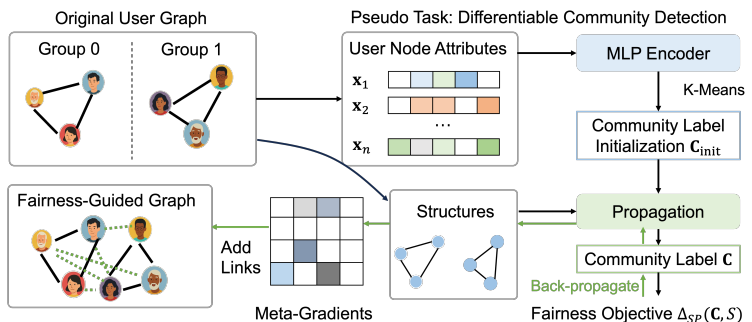 Original User Graph
Pseudo Task: Differentiable Community Detection
Group 0
Group 1
User Node Attributes
x₁
x₂
...
xₙ
MLP Encoder
K-Means
Community Label
Initialization C_init
Fairness-Guided Graph
Add
Links
Meta-Gradients
Structures
Propagation
Community Label C
Back-propagate
Fairness Objective Δ_SP(C, S)